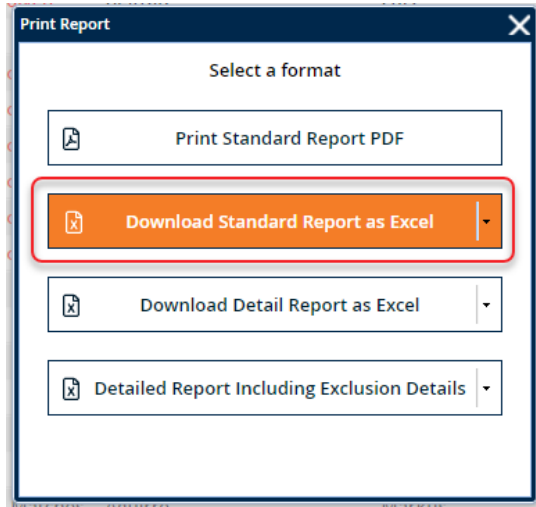 Print Report
Select a format
Print Standard Report PDF
Download Standard Report as Excel
Download Detail Report as Excel
Detailed Report Including Exclusion Details